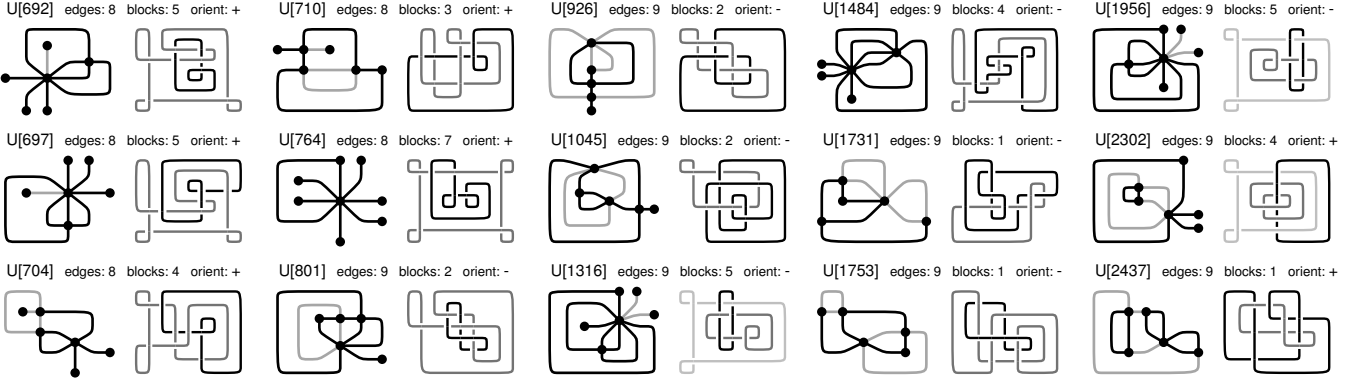 U[692] edges: 8 blocks: 5 orient: +
U[710] edges: 8 blocks: 3 orient: +
U[926] edges: 9 blocks: 2 orient: -
U[1484] edges: 9 blocks: 4 orient: -
U[1956] edges: 9 blocks: 5 orient: -
U[697] edges: 8 blocks: 5 orient: +
U[764] edges: 8 blocks: 7 orient: +
U[1045] edges: 9 blocks: 2 orient: -
U[1731] edges: 9 blocks: 1 orient: -
U[2302] edges: 9 blocks: 4 orient: +
U[704] edges: 8 blocks: 4 orient: +
U[801] edges: 9 blocks: 2 orient: -
U[1316] edges: 9 blocks: 5 orient: -
U[1753] edges: 9 blocks: 1 orient: -
U[2437] edges: 9 blocks: 1 orient: +